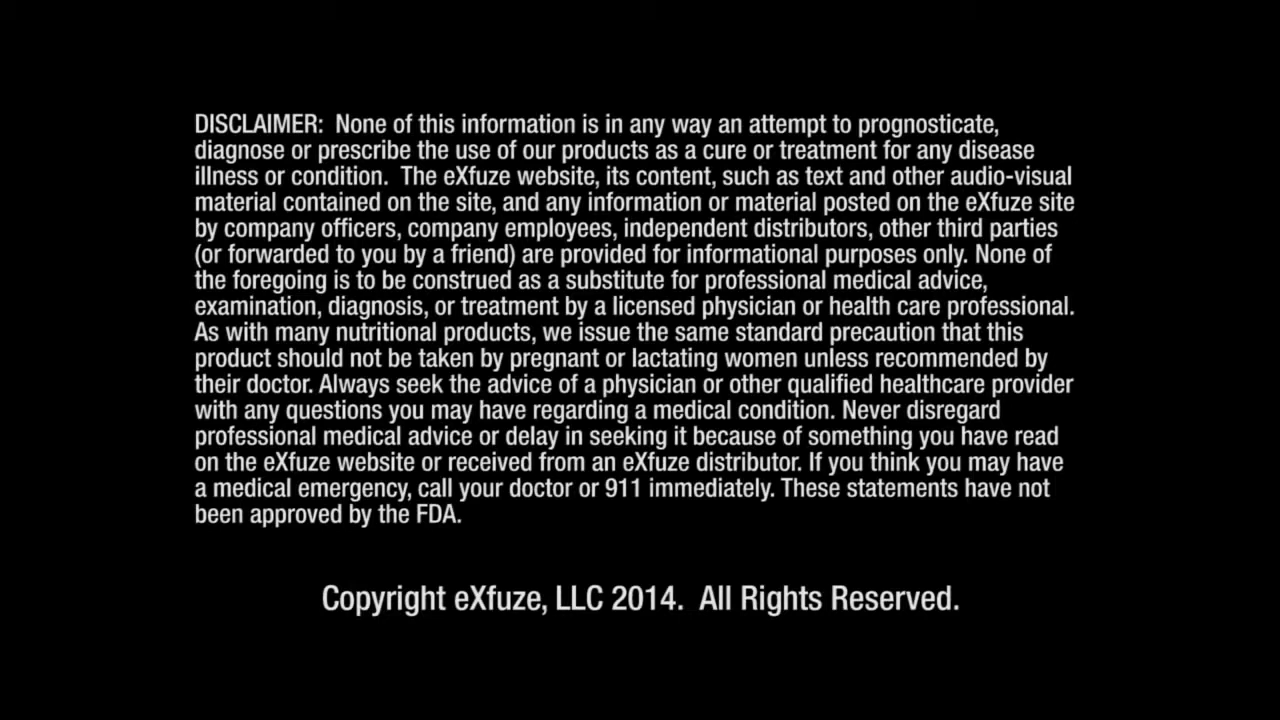 DISCLAIMER:  None of this information is in any way an attempt to prognosticate,
diagnose or prescribe the use of our products as a cure or treatment for any disease
illness or condition.  The eXfuze website, its content, such as text and other audio-visual
material contained on the site, and any information or material posted on the eXfuze site
by company officers, company employees, independent distributors, other third parties
(or forwarded to you by a friend) are provided for informational purposes only. None of
the foregoing is to be construed as a substitute for professional medical advice,
examination, diagnosis, or treatment by a licensed physician or health care professional.
As with many nutritional products, we issue the same standard precaution that this
product should not be taken by pregnant or lactating women unless recommended by
their doctor. Always seek the advice of a physician or other qualified healthcare provider
with any questions you may have regarding a medical condition. Never disregard
professional medical advice or delay in seeking it because of something you have read
on the eXfuze website or received from an eXfuze distributor. If you think you may have
a medical emergency, call your doctor or 911 immediately. These statements have not
been approved by the FDA.
Copyright eXfuze, LLC 2014.  All Rights Reserved.